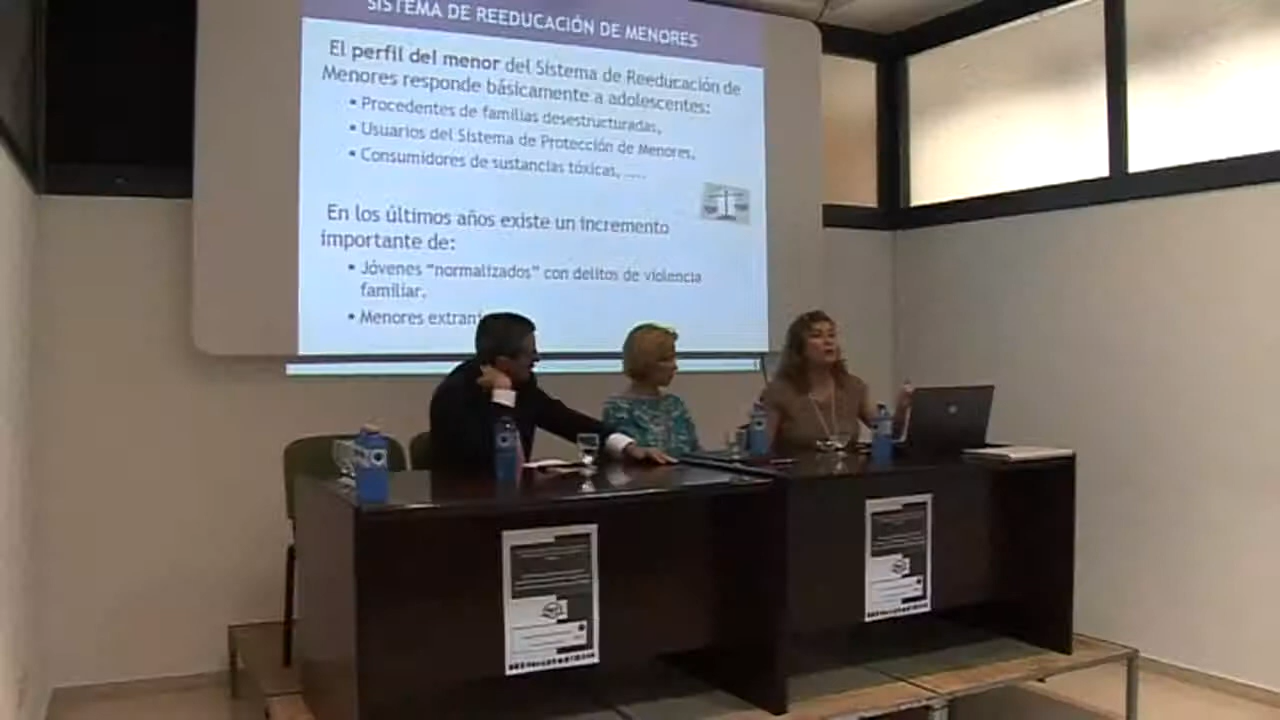 SISTEMA DE REEDUCACIÓN DE MENORES
El perfil del menor del Sistema de Reeducación de
Menores responde básicamente a adolescentes:
• Procedentes de familias desestructuradas,
• Usuarios del Sistema de Protección de Menores,
• Consumidores de sustancias tóxicas, .....
En los últimos años existe un incremento
importante de:
• Jóvenes “normalizados” con delitos de violencia
familiar.
• Menores extran